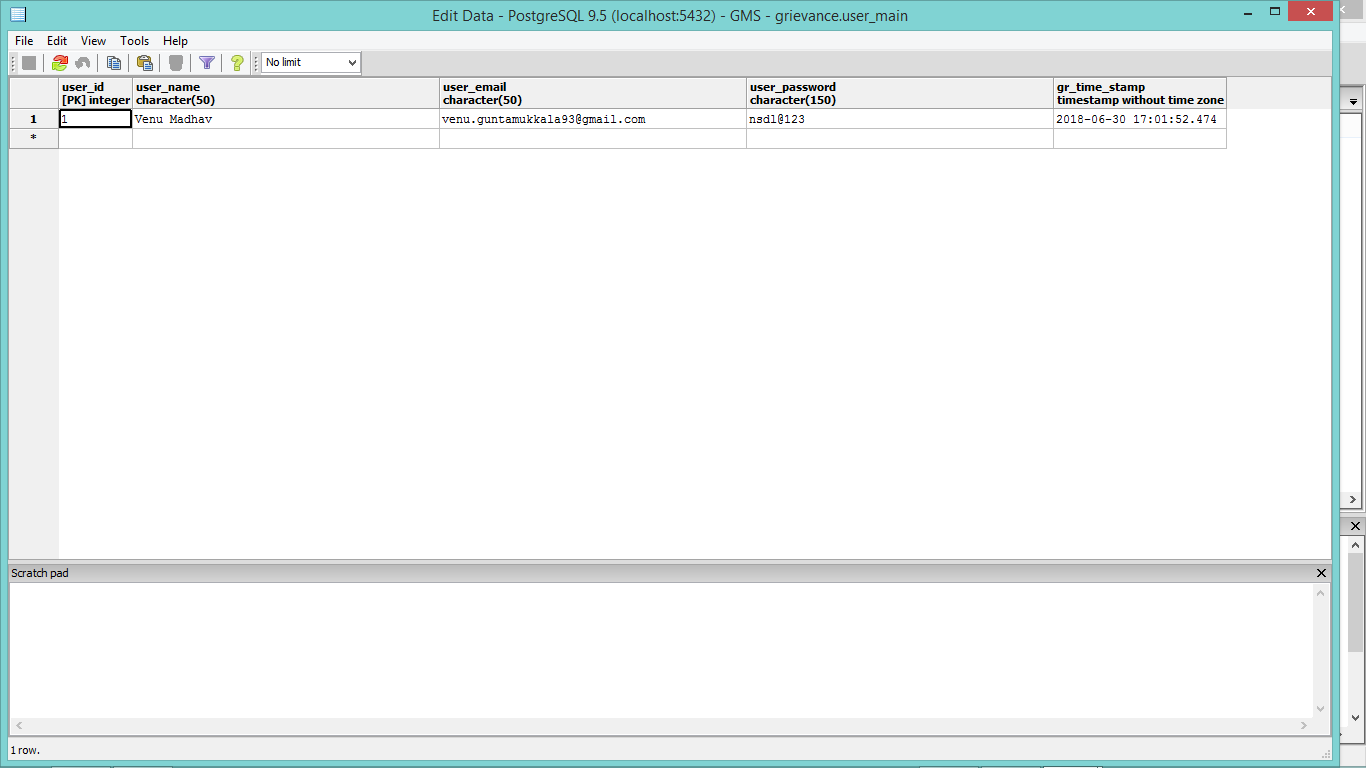 Edit Data - PostgreSQL 9.5 (localhost:5432) - GMS - grievance.user_main
File Edit View Tools Help
No limit
user_id user_name user_email user_password gr_time_stamp
[PK] integer character(50) character(50) character(150) timestamp without time zone
1 1 Venu Madhav venu.guntamukkala93@gmail.com nsdl@123 2018-06-30 17:01:52.474
*
Scratch pad
1 row.